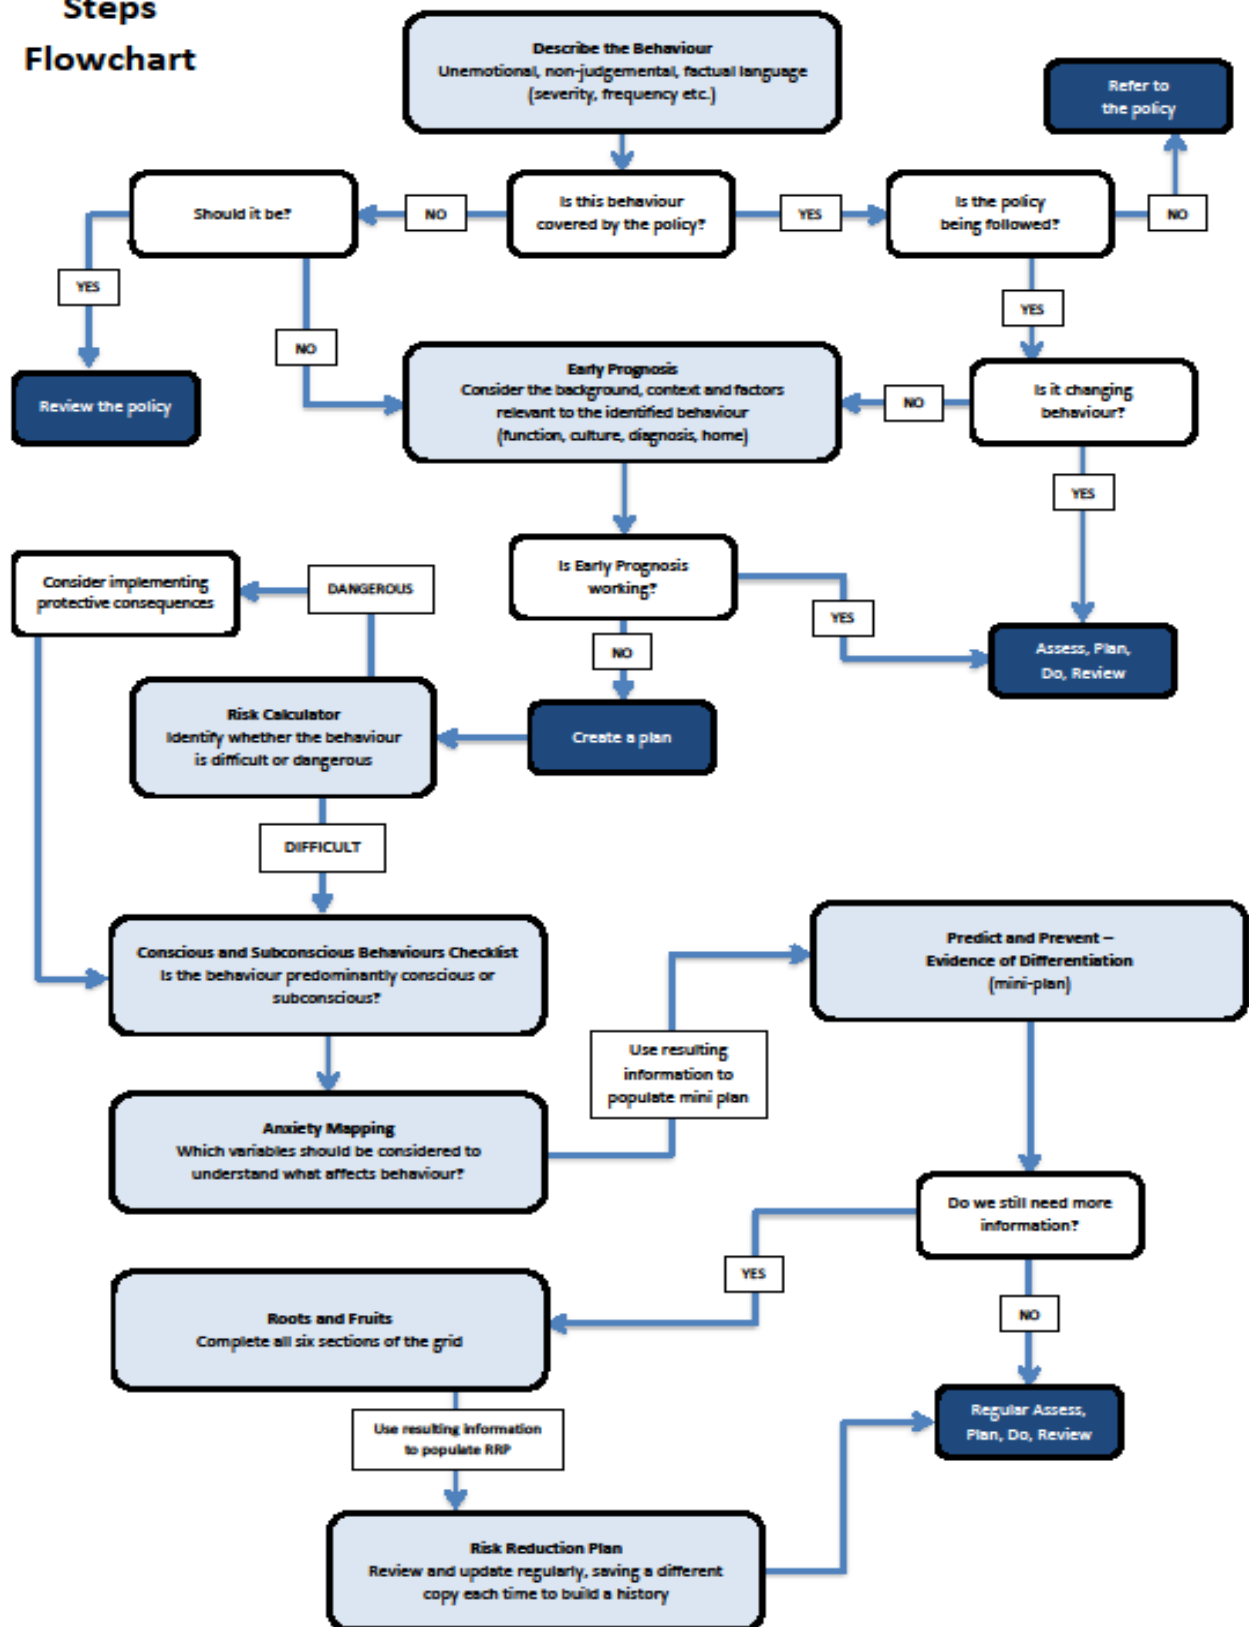 Steps
Flowchart
Describe the Behaviour
Unemotional, non-judgemental, factual language
(severity, frequency etc.)
Refer to
the policy
Should it be?
NO
Is this behaviour
covered by the policy?
YES
Is the policy
being followed?
NO
YES
YES
NO
Review the policy
Early Prognosis
Consider the background, context and factors
relevant to the identified behaviour
(function, culture, diagnosis, home)
NO
Is it changing
behaviour?
YES
Consider implementing
protective consequences
DANGEROUS
Is Early Prognosis
working?
YES
NO
Assess, Plan,
Do, Review
Risk Calculator
Identify whether the behaviour
is difficult or dangerous
Create a plan
DIFFICULT
Conscious and Subconscious Behaviours Checklist
Is the behaviour predominantly conscious or
subconscious?
Predict and Prevent –
Evidence of Differentiation
(mini-plan)
Use resulting
information to
populate mini plan
Anxiety Mapping
Which variables should be considered to
understand what affects behaviour?
Do we still need more
information?
YES
NO
Roots and Fruits
Complete all six sections of the grid
Use resulting information
to populate RRP
Regular Assess,
Plan, Do, Review
Risk Reduction Plan
Review and update regularly, saving a different
copy each time to build a history